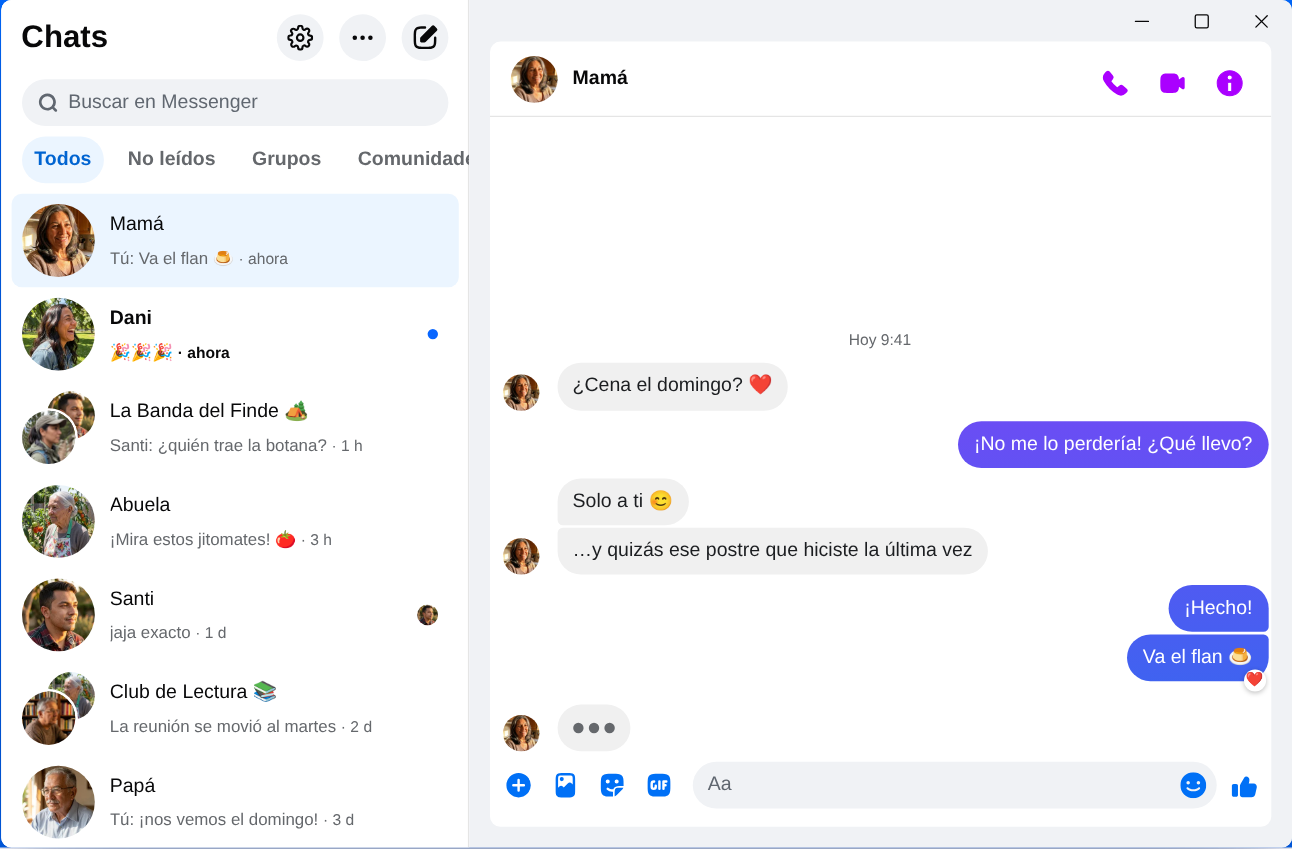 Chats
Buscar en Messenger
Todos No leídos Grupos Comunidade
Mamá
Tú: Va el flan 🍮 · ahora
Dani
🎉🎉🎉 · ahora
La Banda del Finde 🏕️
Santi: ¿quién trae la botana? · 1 h
Abuela
¡Mira estos jitomates! 🍅 · 3 h
Santi
jaja exacto · 1 d
Club de Lectura 📚
La reunión se movió al martes · 2 d
Papá
Tú: ¡nos vemos el domingo! · 3 d
Mamá
Hoy 9:41
¿Cena el domingo? ❤️
¡No me lo perdería! ¿Qué llevo?
Solo a ti 😊
…y quizás ese postre que hiciste la última vez
¡Hecho!
Va el flan 🍮
❤️
GIF
Aa